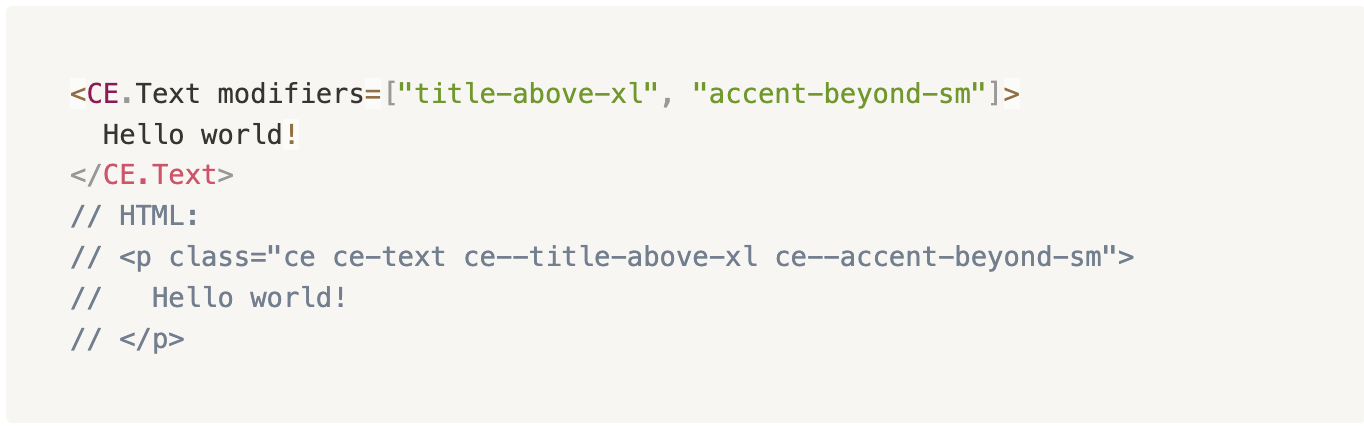 <CE.Text modifiers=["title-above-xl", "accent-beyond-sm"]>
  Hello world!
</CE.Text>
// HTML:
// <p class="ce ce-text ce--title-above-xl ce--accent-beyond-sm">
//   Hello world!
// </p>